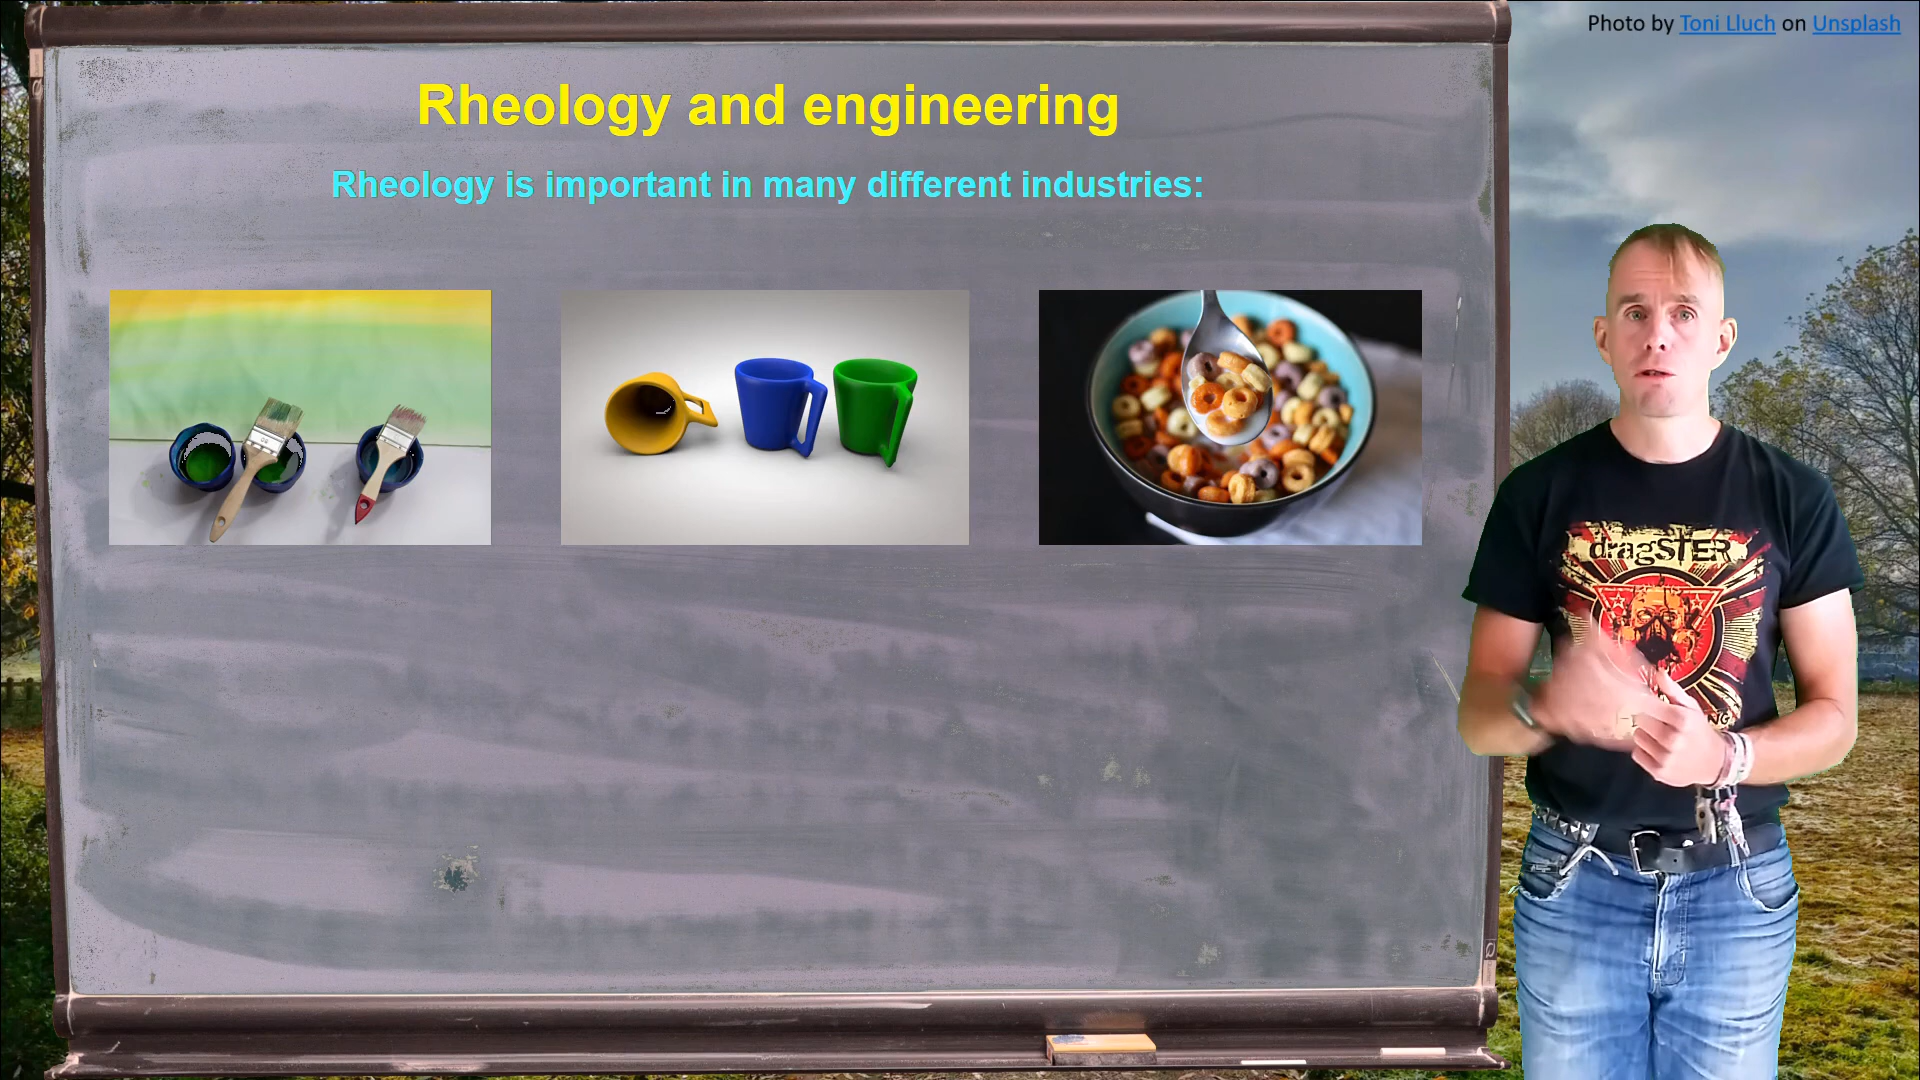 Photo by Toni Lluch on Unsplash
Rheology and engineering
Rheology is important in many different industries:
dragSTER